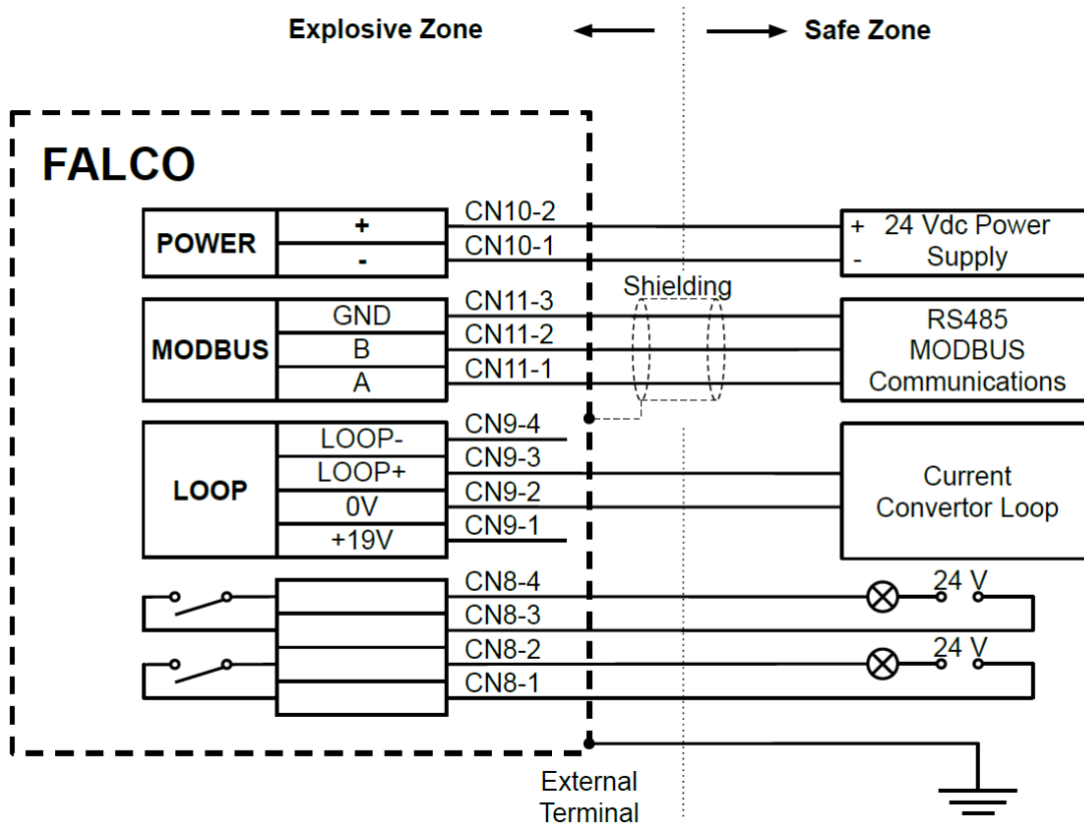 Explosive Zone
Safe Zone
FALCO
POWER
+
-
CN10-2
CN10-1
+ 24 Vdc Power
- Supply
Shielding
MODBUS
GND
B
A
CN11-3
CN11-2
CN11-1
RS485
MODBUS
Communications
LOOP
LOOP-
LOOP+
0V
+19V
CN9-4
CN9-3
CN9-2
CN9-1
Current
Convertor Loop
CN8-4
CN8-3
CN8-2
CN8-1
24 V
24 V
External
Terminal